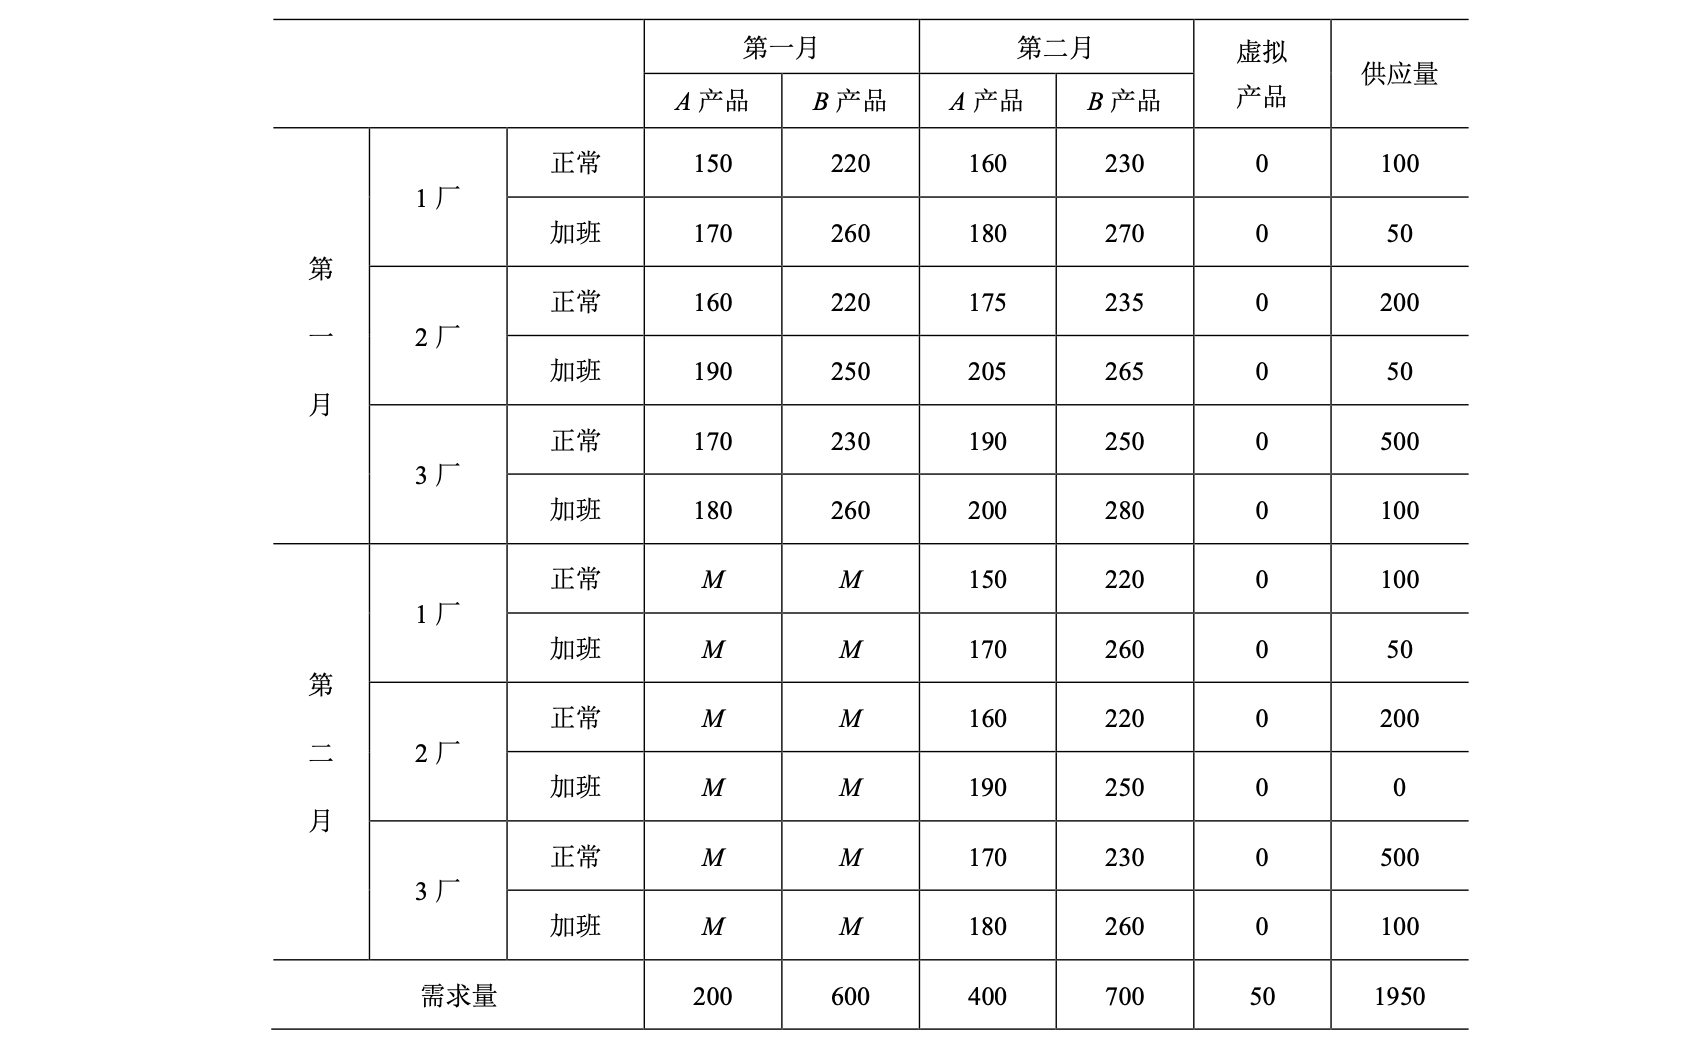 第一月 第二月 虚拟产品 供应量
A 产品 B 产品 A 产品 B 产品
第一月 1 厂 正常 150 220 160 230 0 100
加班 170 260 180 270 0 50
2 厂 正常 160 220 175 235 0 200
加班 190 250 205 265 0 50
3 厂 正常 170 230 190 250 0 500
加班 180 260 200 280 0 100
第二月 1 厂 正常 M M 150 220 0 100
加班 M M 170 260 0 50
2 厂 正常 M M 160 220 0 200
加班 M M 190 250 0 0
3 厂 正常 M M 170 230 0 500
加班 M M 180 260 0 100
需求量 200 600 400 700 50 1950